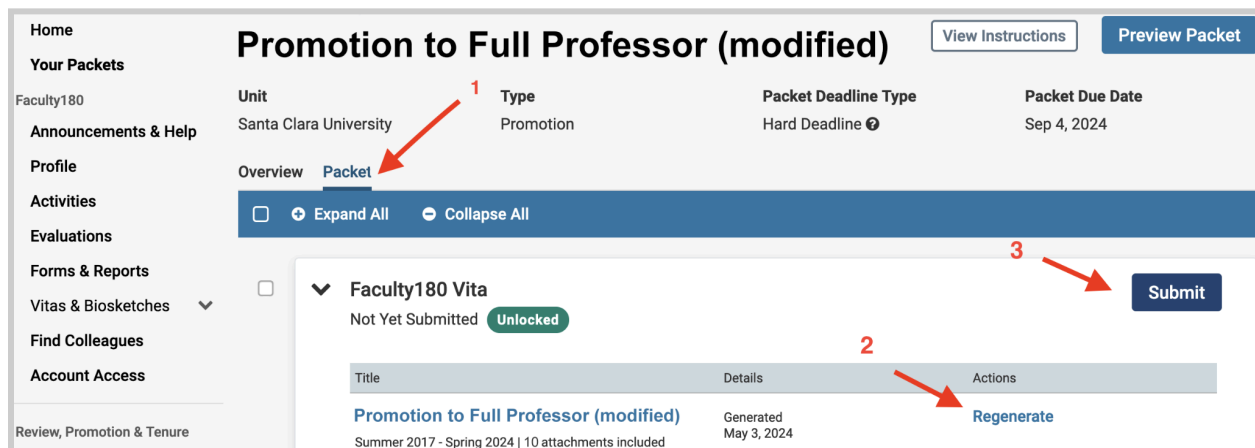 Home
Your Packets
Faculty180
Announcements & Help
Profile
Activities
Evaluations
Forms & Reports
Vitas & Biosketches
Find Colleagues
Account Access
Review, Promotion & Tenure
Promotion to Full Professor (modified)
View Instructions
Preview Packet
1
Unit
Santa Clara University
Type
Promotion
Packet Deadline Type
Hard Deadline ?
Packet Due Date
Sep 4, 2024
Overview Packet
Expand All Collapse All
3
Faculty180 Vita
Not Yet Submitted Unlocked
Submit
2
Title Details Actions
Promotion to Full Professor (modified)
Summer 2017 - Spring 2024 | 10 attachments included
Generated
May 3, 2024
Regenerate